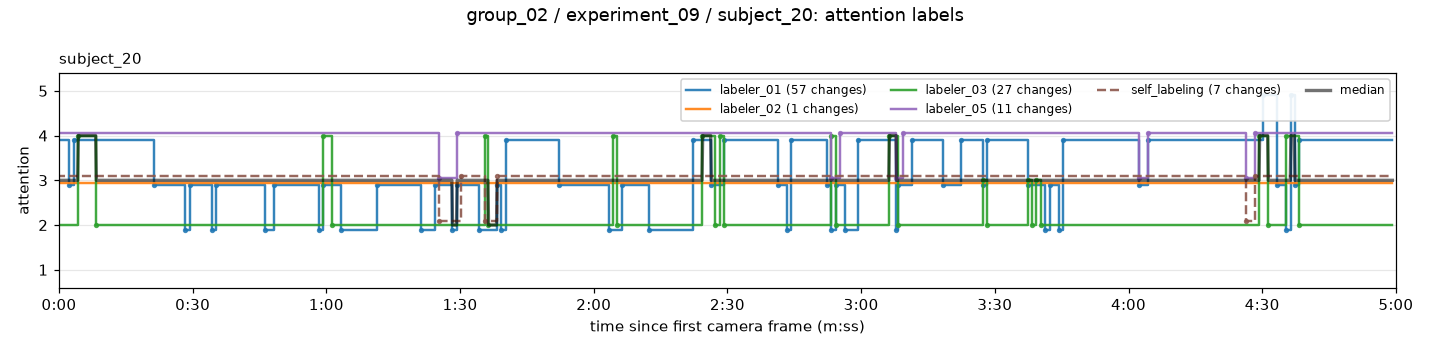 group_02 / experiment_09 / subject_20: attention labels
subject_20
labeler_01 (57 changes)
labeler_02 (1 changes)
labeler_03 (27 changes)
labeler_05 (11 changes)
self_labeling (7 changes)
median
attention
5
4
3
2
1
0:00 0:30 1:00 1:30 2:00 2:30 3:00 3:30 4:00 4:30 5:00
time since first camera frame (m:ss)